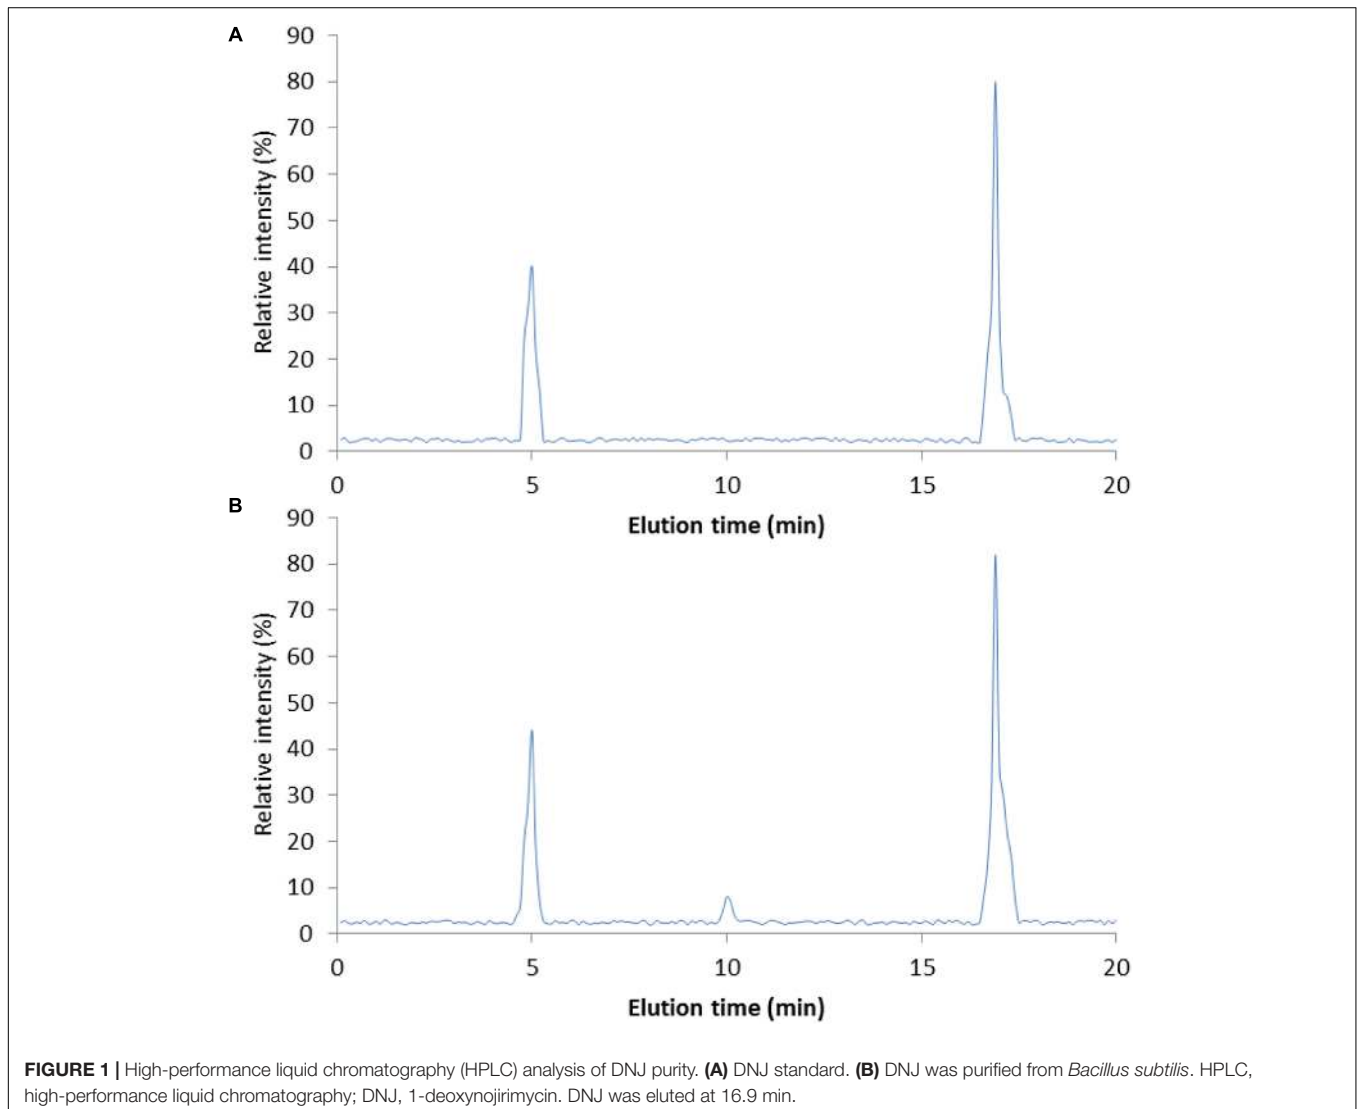 A
90
80
70
60
50
40
30
20
10
0
Relative intensity (%)
0 5 10 15 20
Elution time (min)
B
90
80
70
60
50
40
30
20
10
0
Relative intensity (%)
0 5 10 15 20
Elution time (min)
FIGURE 1 | High-performance liquid chromatography (HPLC) analysis of DNJ purity. (A) DNJ standard. (B) DNJ was purified from Bacillus subtilis. HPLC,
high-performance liquid chromatography; DNJ, 1-deoxynojirimycin. DNJ was eluted at 16.9 min.